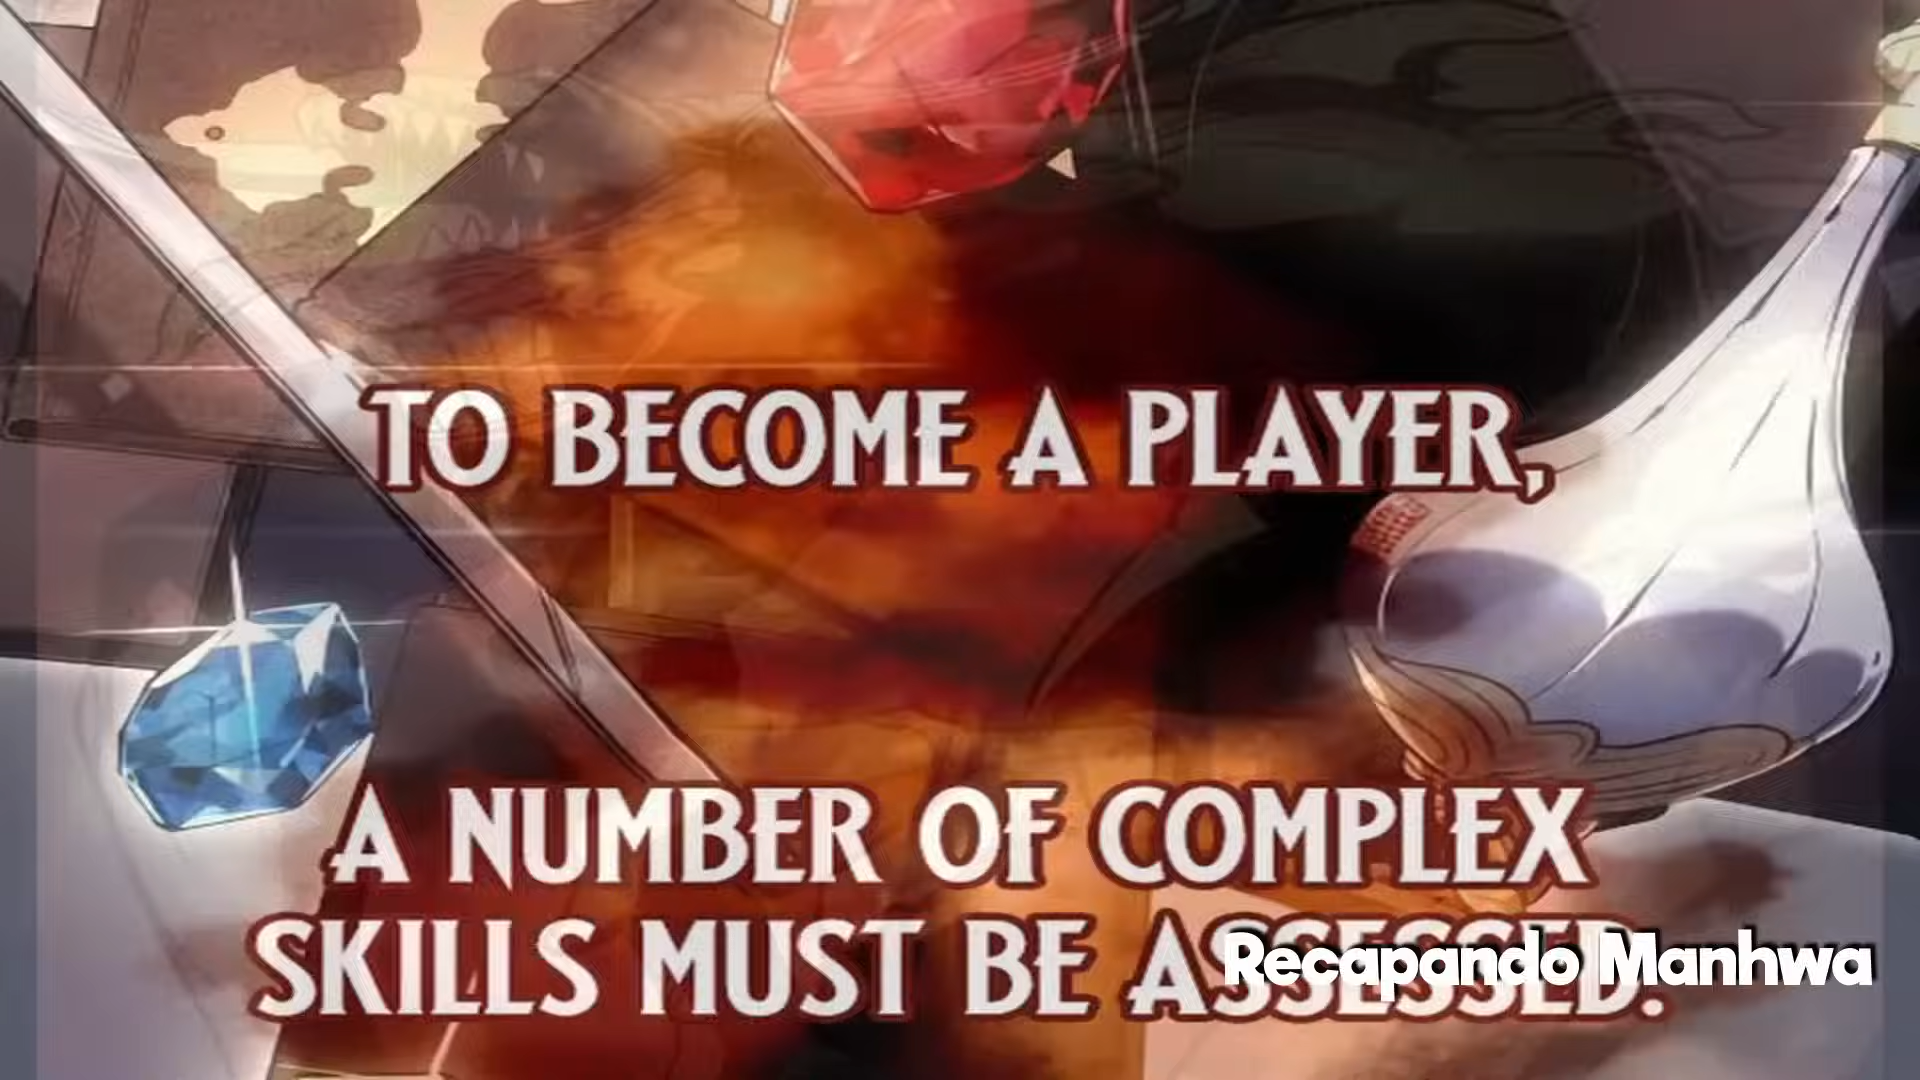 TO BECOME A PLAYER,
A NUMBER OF COMPLEX
SKILLS MUST BE ASSESSED.
Recapando Manhwa